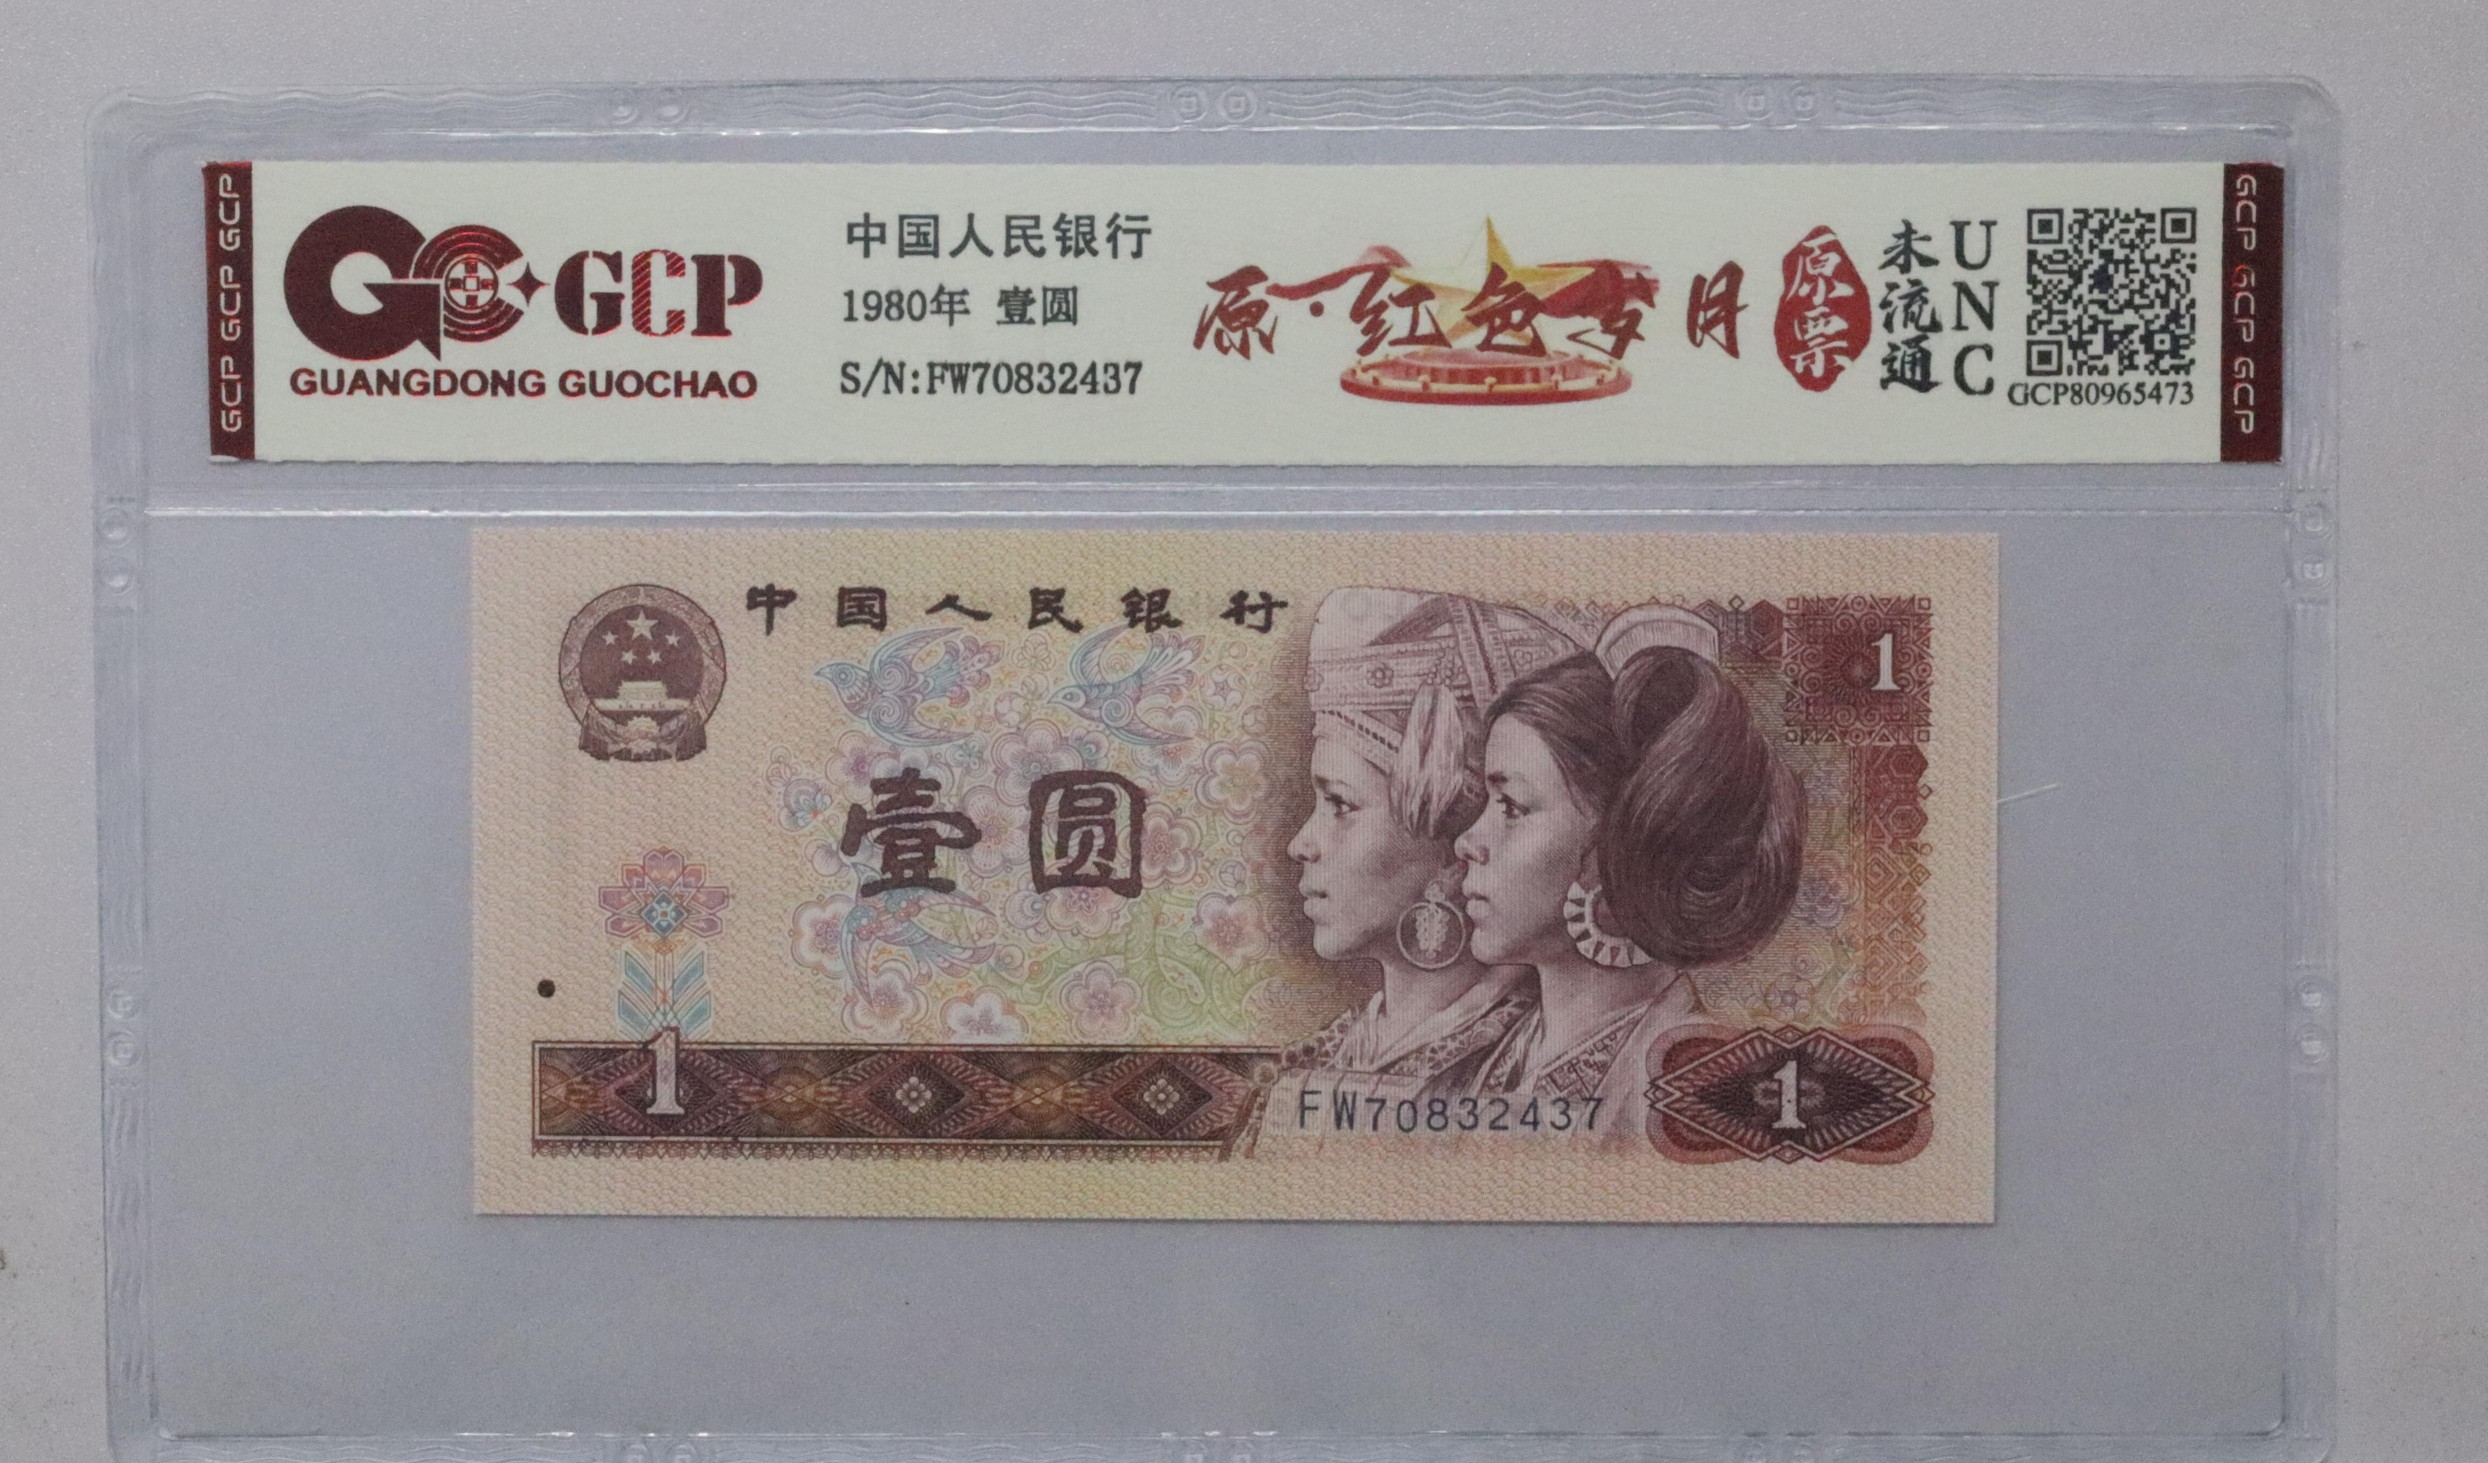 GCP GCP GCP
GCP
GUANGDONG GUOCHAO
中国人民银行
1980年 壹圆
S/N:FW70832437
原·红色岁月
原票
未流通
UNC
GCP80965473
GCP GCP GCP
中国人民银行
1
壹圆
1
FW70832437
1